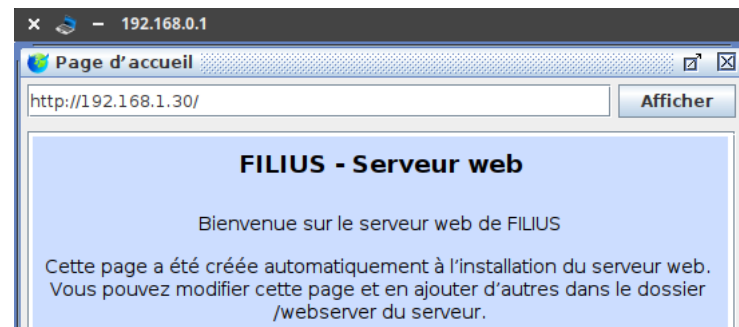 192.168.0.1
Page d'accueil
http://192.168.1.30/
Afficher
FILIUS - Serveur web
Bienvenue sur le serveur web de FILIUS
Cette page a été créée automatiquement à l'installation du serveur web.
Vous pouvez modifier cette page et en ajouter d'autres dans le dossier
/webserver du serveur.